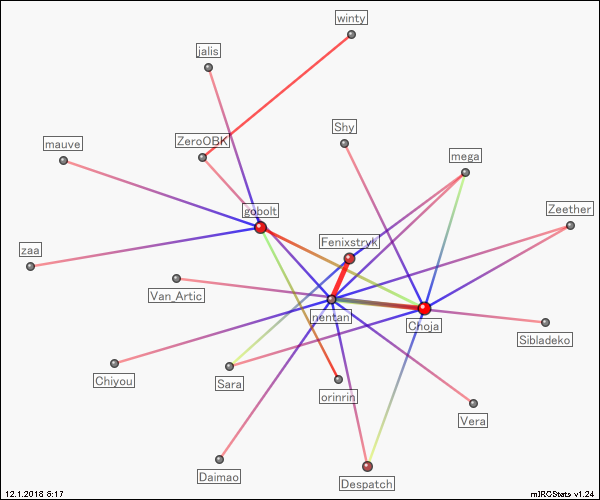 winty
jalis
Shy
ZeroOBK
mauve
mega
gobolt
Zeether
Fenixstryk
zaa
Van_Artic
nentan
Choja
Sibladeko
Chiyou
Sara
orinrin
Vera
Daimao
Despatch
12.1.2018 6:17
mIRCStats v1.24